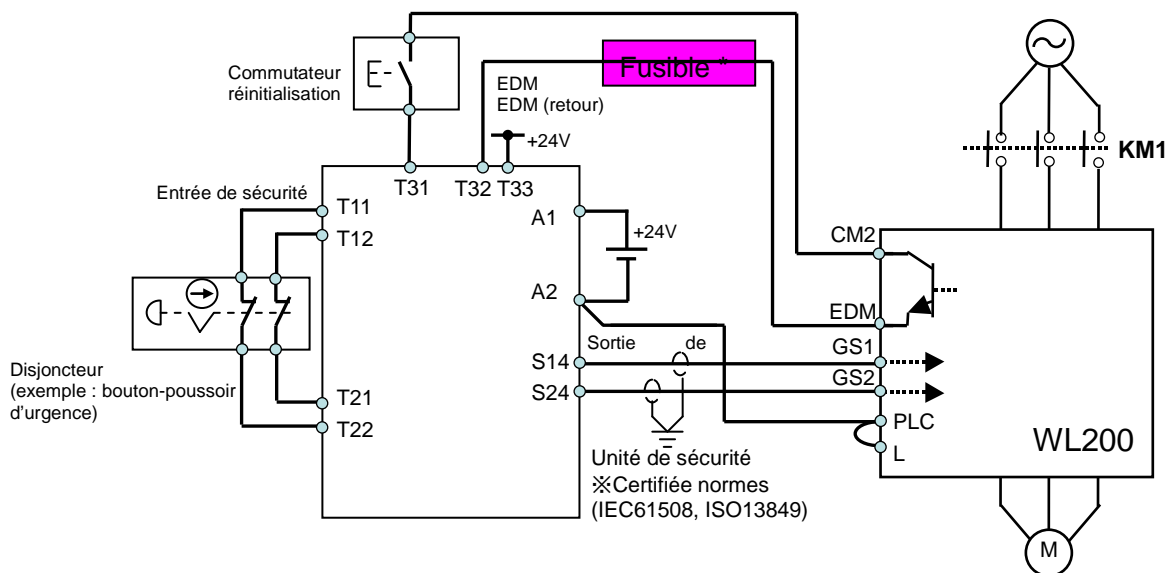 Commutateur
réinitialisation
Fusible *
EDM
EDM (retour)
+24V
KM1
T31
T32
T33
Entrée de sécurité
T11
T12
A1
+24V
A2
CM2
EDM
Sortie
de
GS1
S14
GS2
S24
Disjoncteur
(exemple : bouton-poussoir
d'urgence)
T21
T22
PLC
L
WL200
Unité de sécurité
※Certifiée normes
(IEC61508, ISO13849)
M